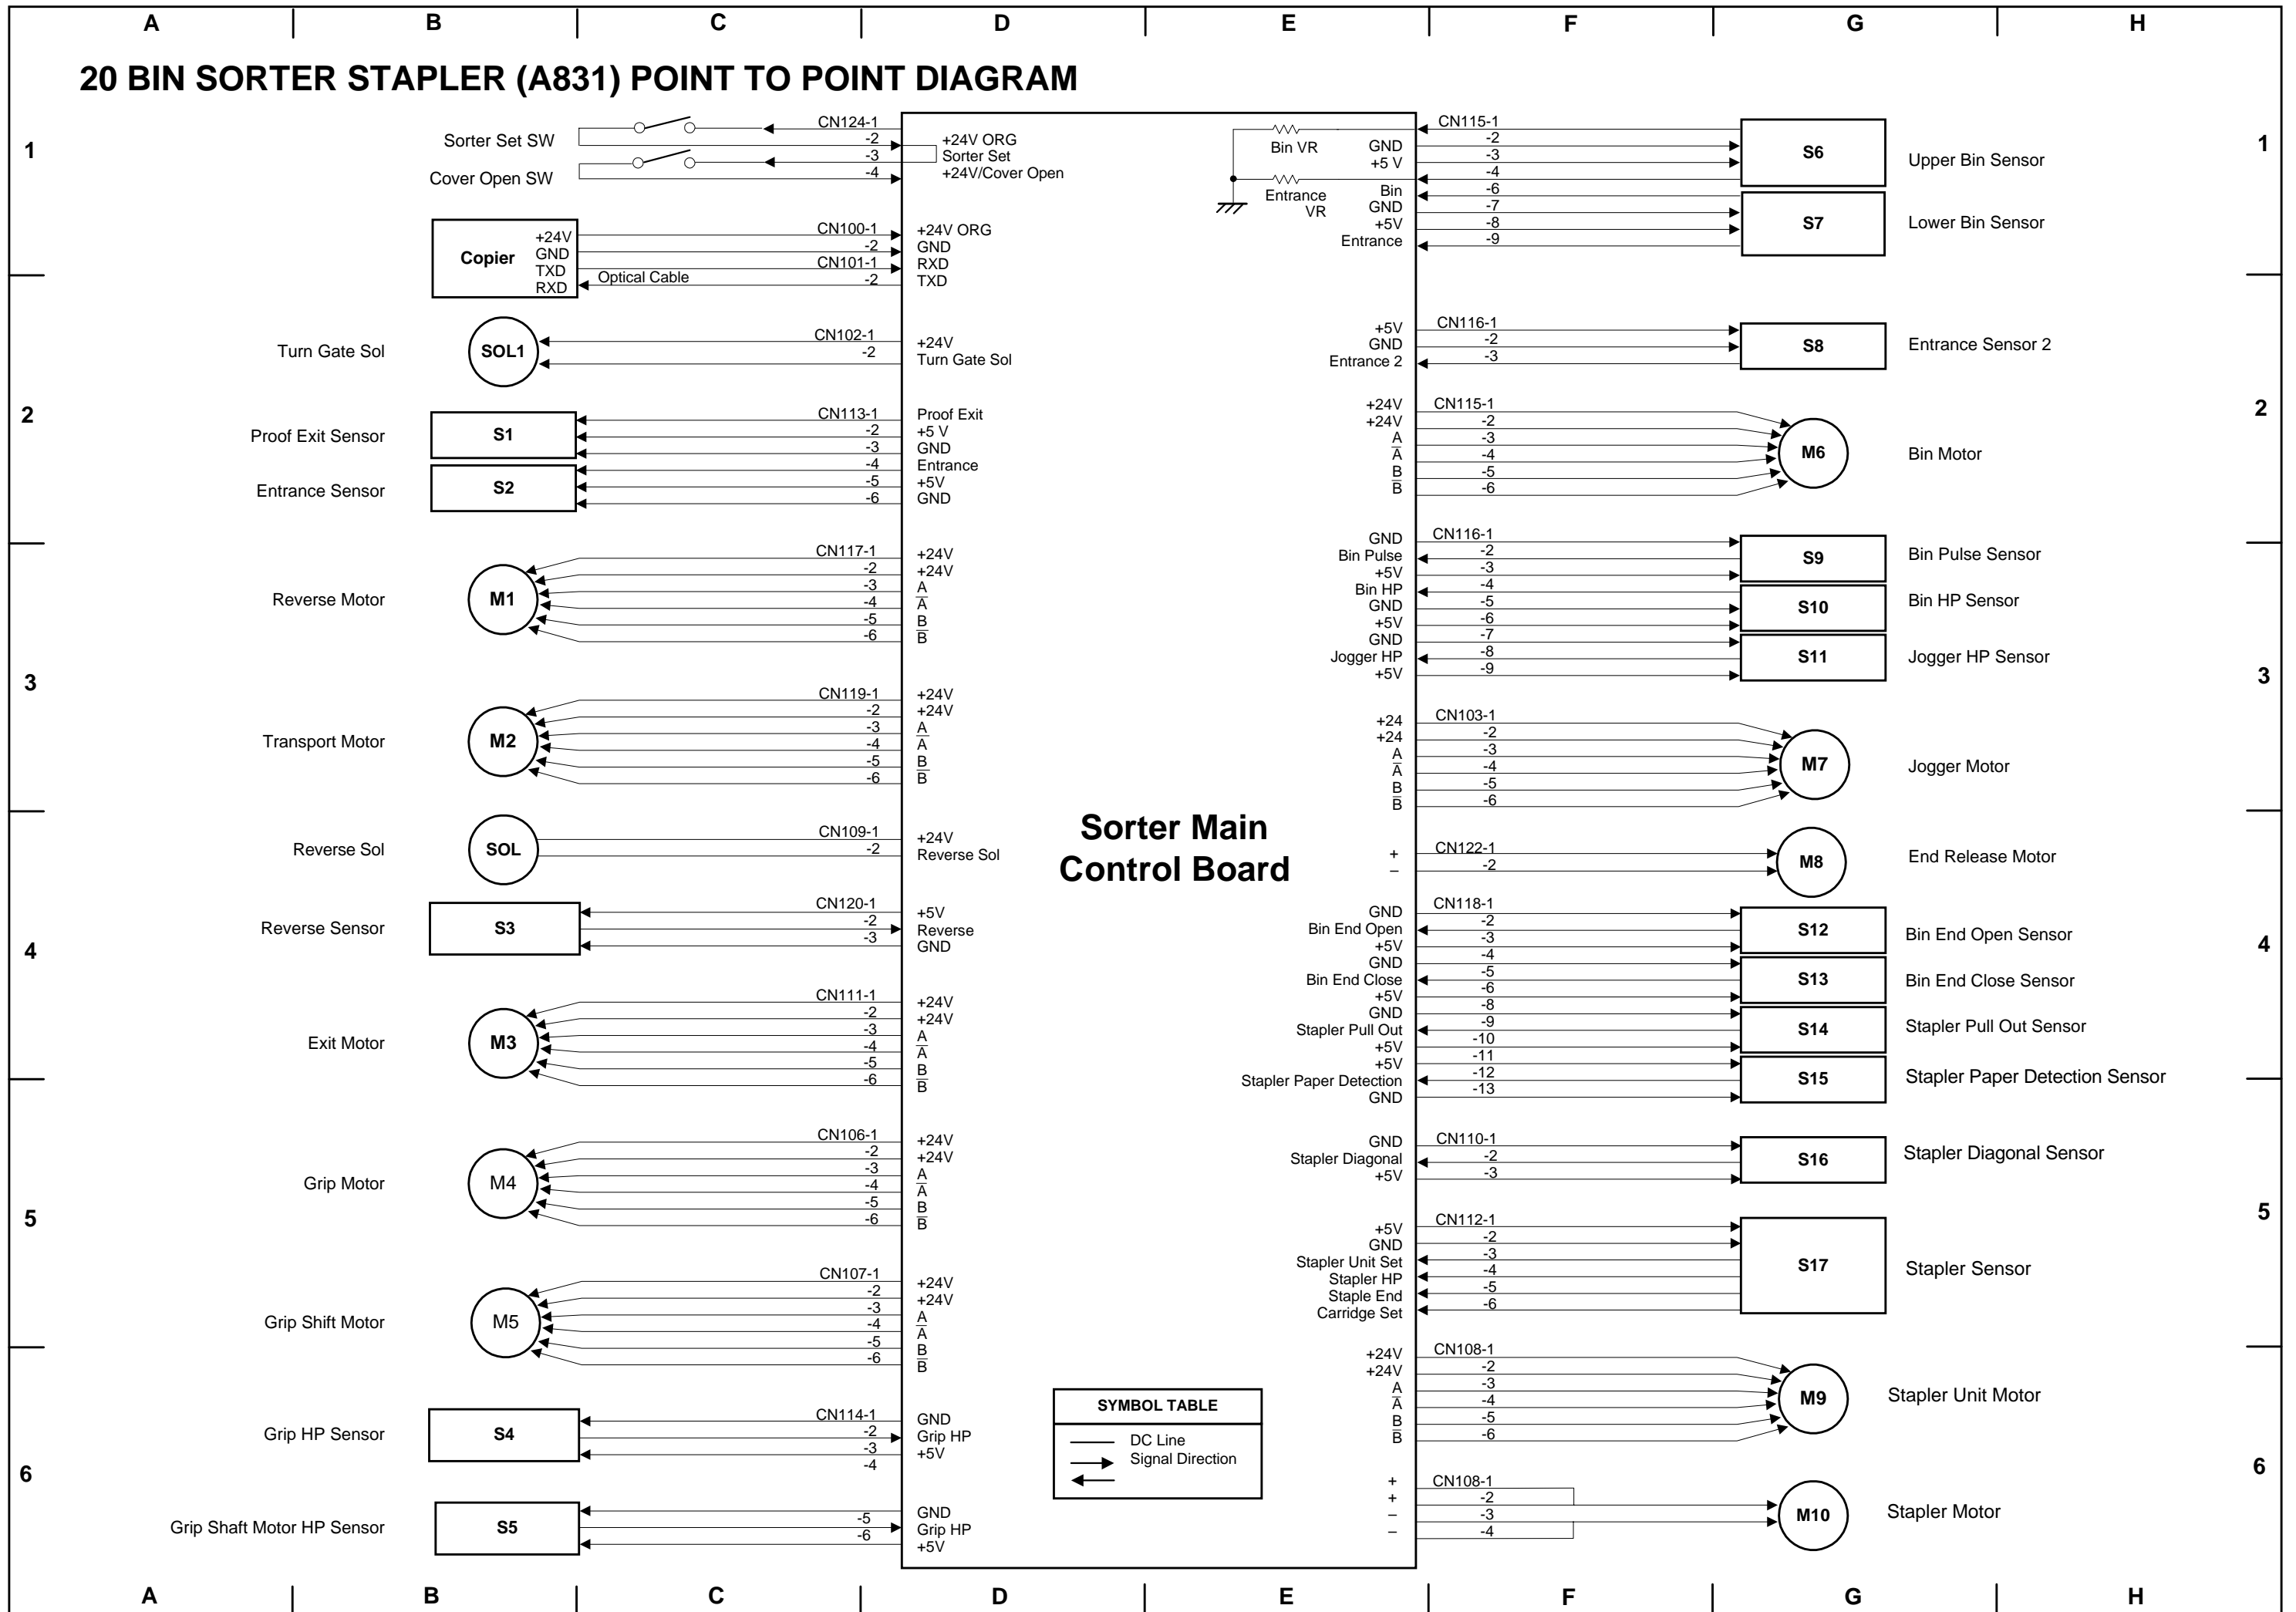 A B C D E F G H
20 BIN SORTER STAPLER (A831) POINT TO POINT DIAGRAM
1
Sorter Set SW
Cover Open SW
CN124-1
-2
-3
-4
+24V ORG
Sorter Set
+24V/Cover Open
Copier
+24V
GND
TXD
RXD
Optical Cable
CN100-1
-2
CN101-1
-2
+24V ORG
GND
RXD
TXD
2
Turn Gate Sol
SOL1
CN102-1
-2
+24V
Turn Gate Sol
Proof Exit Sensor
S1
Entrance Sensor
S2
CN113-1
-2
-3
-4
-5
-6
Proof Exit
+5 V
GND
Entrance
+5V
GND
3
Reverse Motor
M1
CN117-1
-2
-3
-4
-5
-6
+24V
+24V
A
A̅
B
B̅
Transport Motor
M2
CN119-1
-2
-3
-4
-5
-6
+24V
+24V
A
A̅
B
B̅
4
Reverse Sol
SOL
CN109-1
-2
+24V
Reverse Sol
Reverse Sensor
S3
CN120-1
-2
-3
+5V
Reverse
GND
Exit Motor
M3
CN111-1
-2
-3
-4
-5
-6
+24V
+24V
A
A̅
B
B̅
5
Grip Motor
M4
CN106-1
-2
-3
-4
-5
-6
+24V
+24V
A
A̅
B
B̅
Grip Shift Motor
M5
CN107-1
-2
-3
-4
-5
-6
+24V
+24V
A
A̅
B
B̅
6
Grip HP Sensor
S4
CN114-1
-2
-3
-4
GND
Grip HP
+5V
Grip Shaft Motor HP Sensor
S5
-5
-6
GND
Grip HP
+5V
Sorter Main
Control Board
SYMBOL TABLE
DC Line
Signal Direction
Bin VR
Entrance
VR
GND
+5 V
Bin
GND
+5V
Entrance
CN115-1
-2
-3
-4
-6
-7
-8
-9
S6
Upper Bin Sensor
S7
Lower Bin Sensor
1
+5V
GND
Entrance 2
CN116-1
-2
-3
S8
Entrance Sensor 2
+24V
+24V
A
A̅
B
B̅
CN115-1
-2
-3
-4
-5
-6
M6
Bin Motor
2
GND
Bin Pulse
+5V
Bin HP
GND
+5V
GND
Jogger HP
+5V
CN116-1
-2
-3
-4
-5
-6
-7
-8
-9
S9
Bin Pulse Sensor
S10
Bin HP Sensor
S11
Jogger HP Sensor
3
+24
+24
A
A̅
B
B̅
CN103-1
-2
-3
-4
-5
-6
M7
Jogger Motor
+
–
CN122-1
-2
M8
End Release Motor
GND
Bin End Open
+5V
GND
Bin End Close
+5V
GND
Stapler Pull Out
+5V
+5V
Stapler Paper Detection
GND
CN118-1
-2
-3
-4
-5
-6
-8
-9
-10
-11
-12
-13
S12
Bin End Open Sensor
S13
Bin End Close Sensor
S14
Stapler Pull Out Sensor
S15
Stapler Paper Detection Sensor
4
GND
Stapler Diagonal
+5V
CN110-1
-2
-3
S16
Stapler Diagonal Sensor
+5V
GND
Stapler Unit Set
Stapler HP
Staple End
Carridge Set
CN112-1
-2
-3
-4
-5
-6
S17
Stapler Sensor
5
+24V
+24V
A
A̅
B
B̅
CN108-1
-2
-3
-4
-5
-6
M9
Stapler Unit Motor
+
+
–
–
CN108-1
-2
-3
-4
M10
Stapler Motor
6
A B C D E F G H